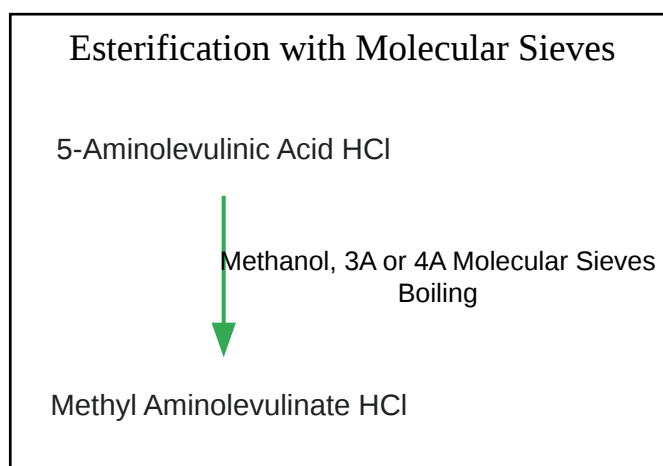 Esterification with Molecular Sieves
5-Aminolevulinic Acid HCl
Methanol, 3A or 4A Molecular Sieves
Boiling
Methyl Aminolevulinate HCl